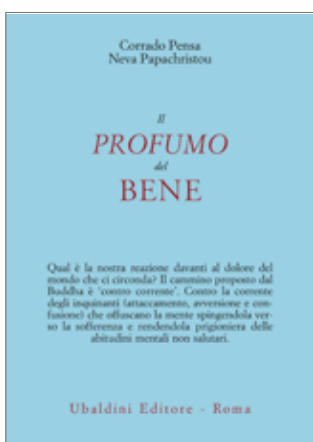 Corrado Pensa
Neva Papachristou
Il
PROFUMO
del
BENE
Qual è la nostra reazione davanti al dolore del
mondo che ci circonda? Il cammino proposto dal
Buddha è ‘contro corrente’. Contro la corrente
degli inquinanti (attaccamento, avversione e con-
fusione) che offuscano la mente spingendola ver-
so la sofferenza e rendendola prigioniera delle
abitudini mentali non salutari.
Ubaldini Editore - Roma